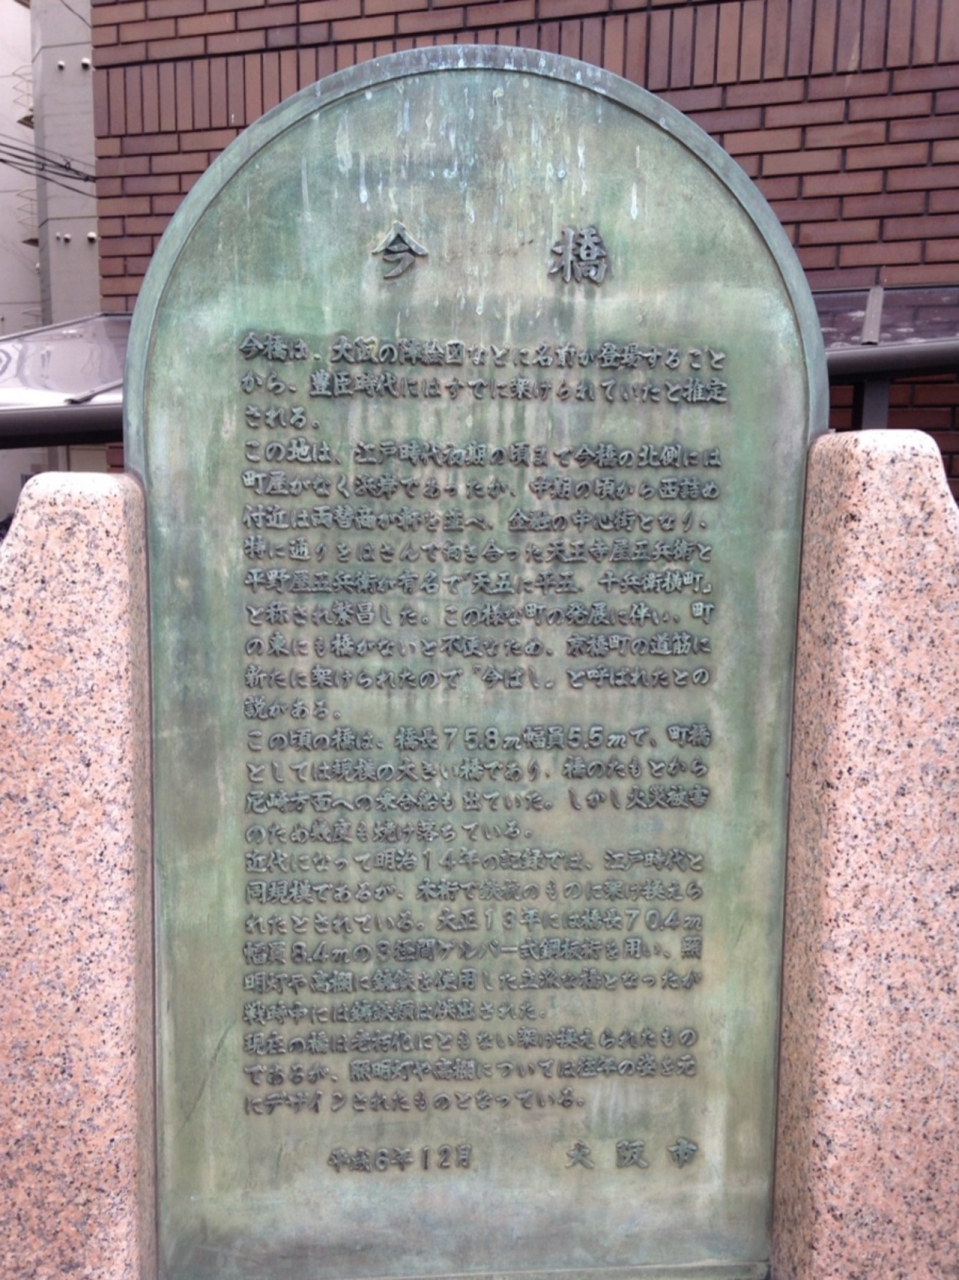 今橋
今橋は、大阪の陣絵図などに名前が登場すること
から、豊臣時代にはすでに架けられていたと推定
される。
この地は、江戸時代初期の頃まで今橋の北側には
町屋がなく浜岸であったが、中期の頃から西詰め
付近は両替商が軒を並べ、金融の中心街となり、
特に通りをはさんで向き合った天王寺屋五兵衛と
平野屋五兵衛が有名で「天五に平五、十兵衛横町」
と称され繁昌した。この様な町の発展に伴い、町
の東にも橋がないと不便なため、京橋町の道筋に
新たに架けられたので「今ばし」と呼ばれたとの
説がある。
この頃の橋は、橋長75.8m幅員5.5mで、町橋
としては規模の大きい橋であり、橋のたもとから
尼崎方面への乗合船も出ていた。しかし火災被害
のため幾度も焼け落ちている。
近代になって明治14年の記録では、江戸時代と
同規模であるが、木桁で鉄脚のものに架け換えら
れたとされている。大正13年には橋長70.4m
幅員8.4mの3径間ゲルバー式鋼板桁を用い、照
明灯や高欄に鋳鉄を使用した立派な橋となったが
戦時中には鋳鉄類は供出された。
現在の橋は老朽化にともない架け換えられたもの
であるが、照明灯や高欄については往年の姿を元
にデザインされたものとなっている。
平成6年12月 大阪市